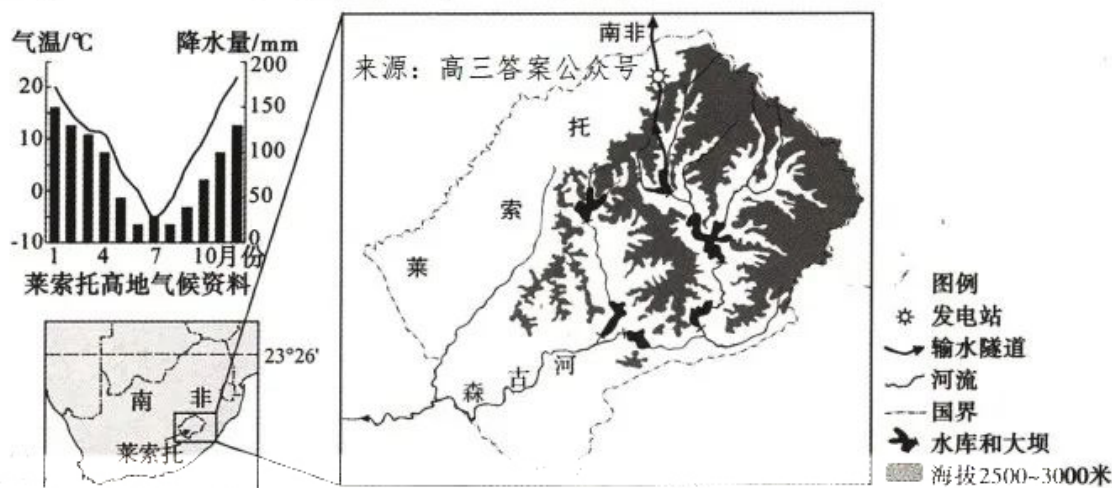 气温/℃
降水量/mm
20
10
0
-10
200
150
100
50
0
1
4
7
10月份
莱索托高地气候资料
23°26'
南
非
莱索托
来源：高三答案公众号
南非
托
索
莱
森
古
河
图例
发电站
输水隧道
河流
国界
水库和大坝
海拔2500~3000米